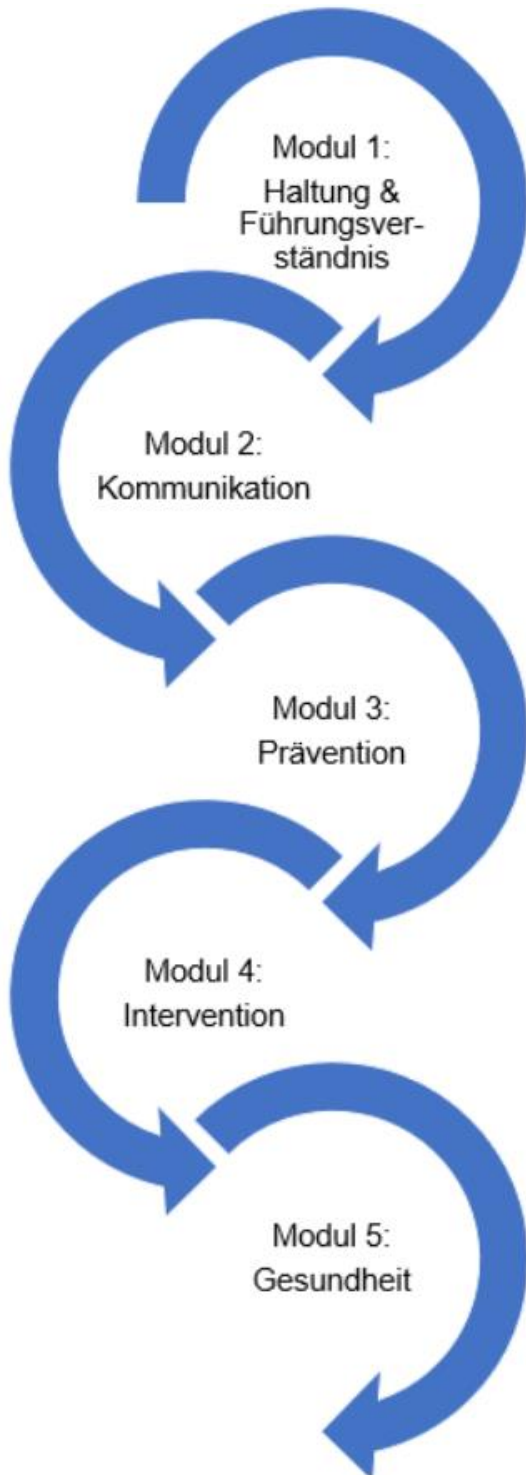 Modul 1:
Haltung &
Führungsver-
ständnis
Modul 2:
Kommunikation
Modul 3:
Prävention
Modul 4:
Intervention
Modul 5:
Gesundheit